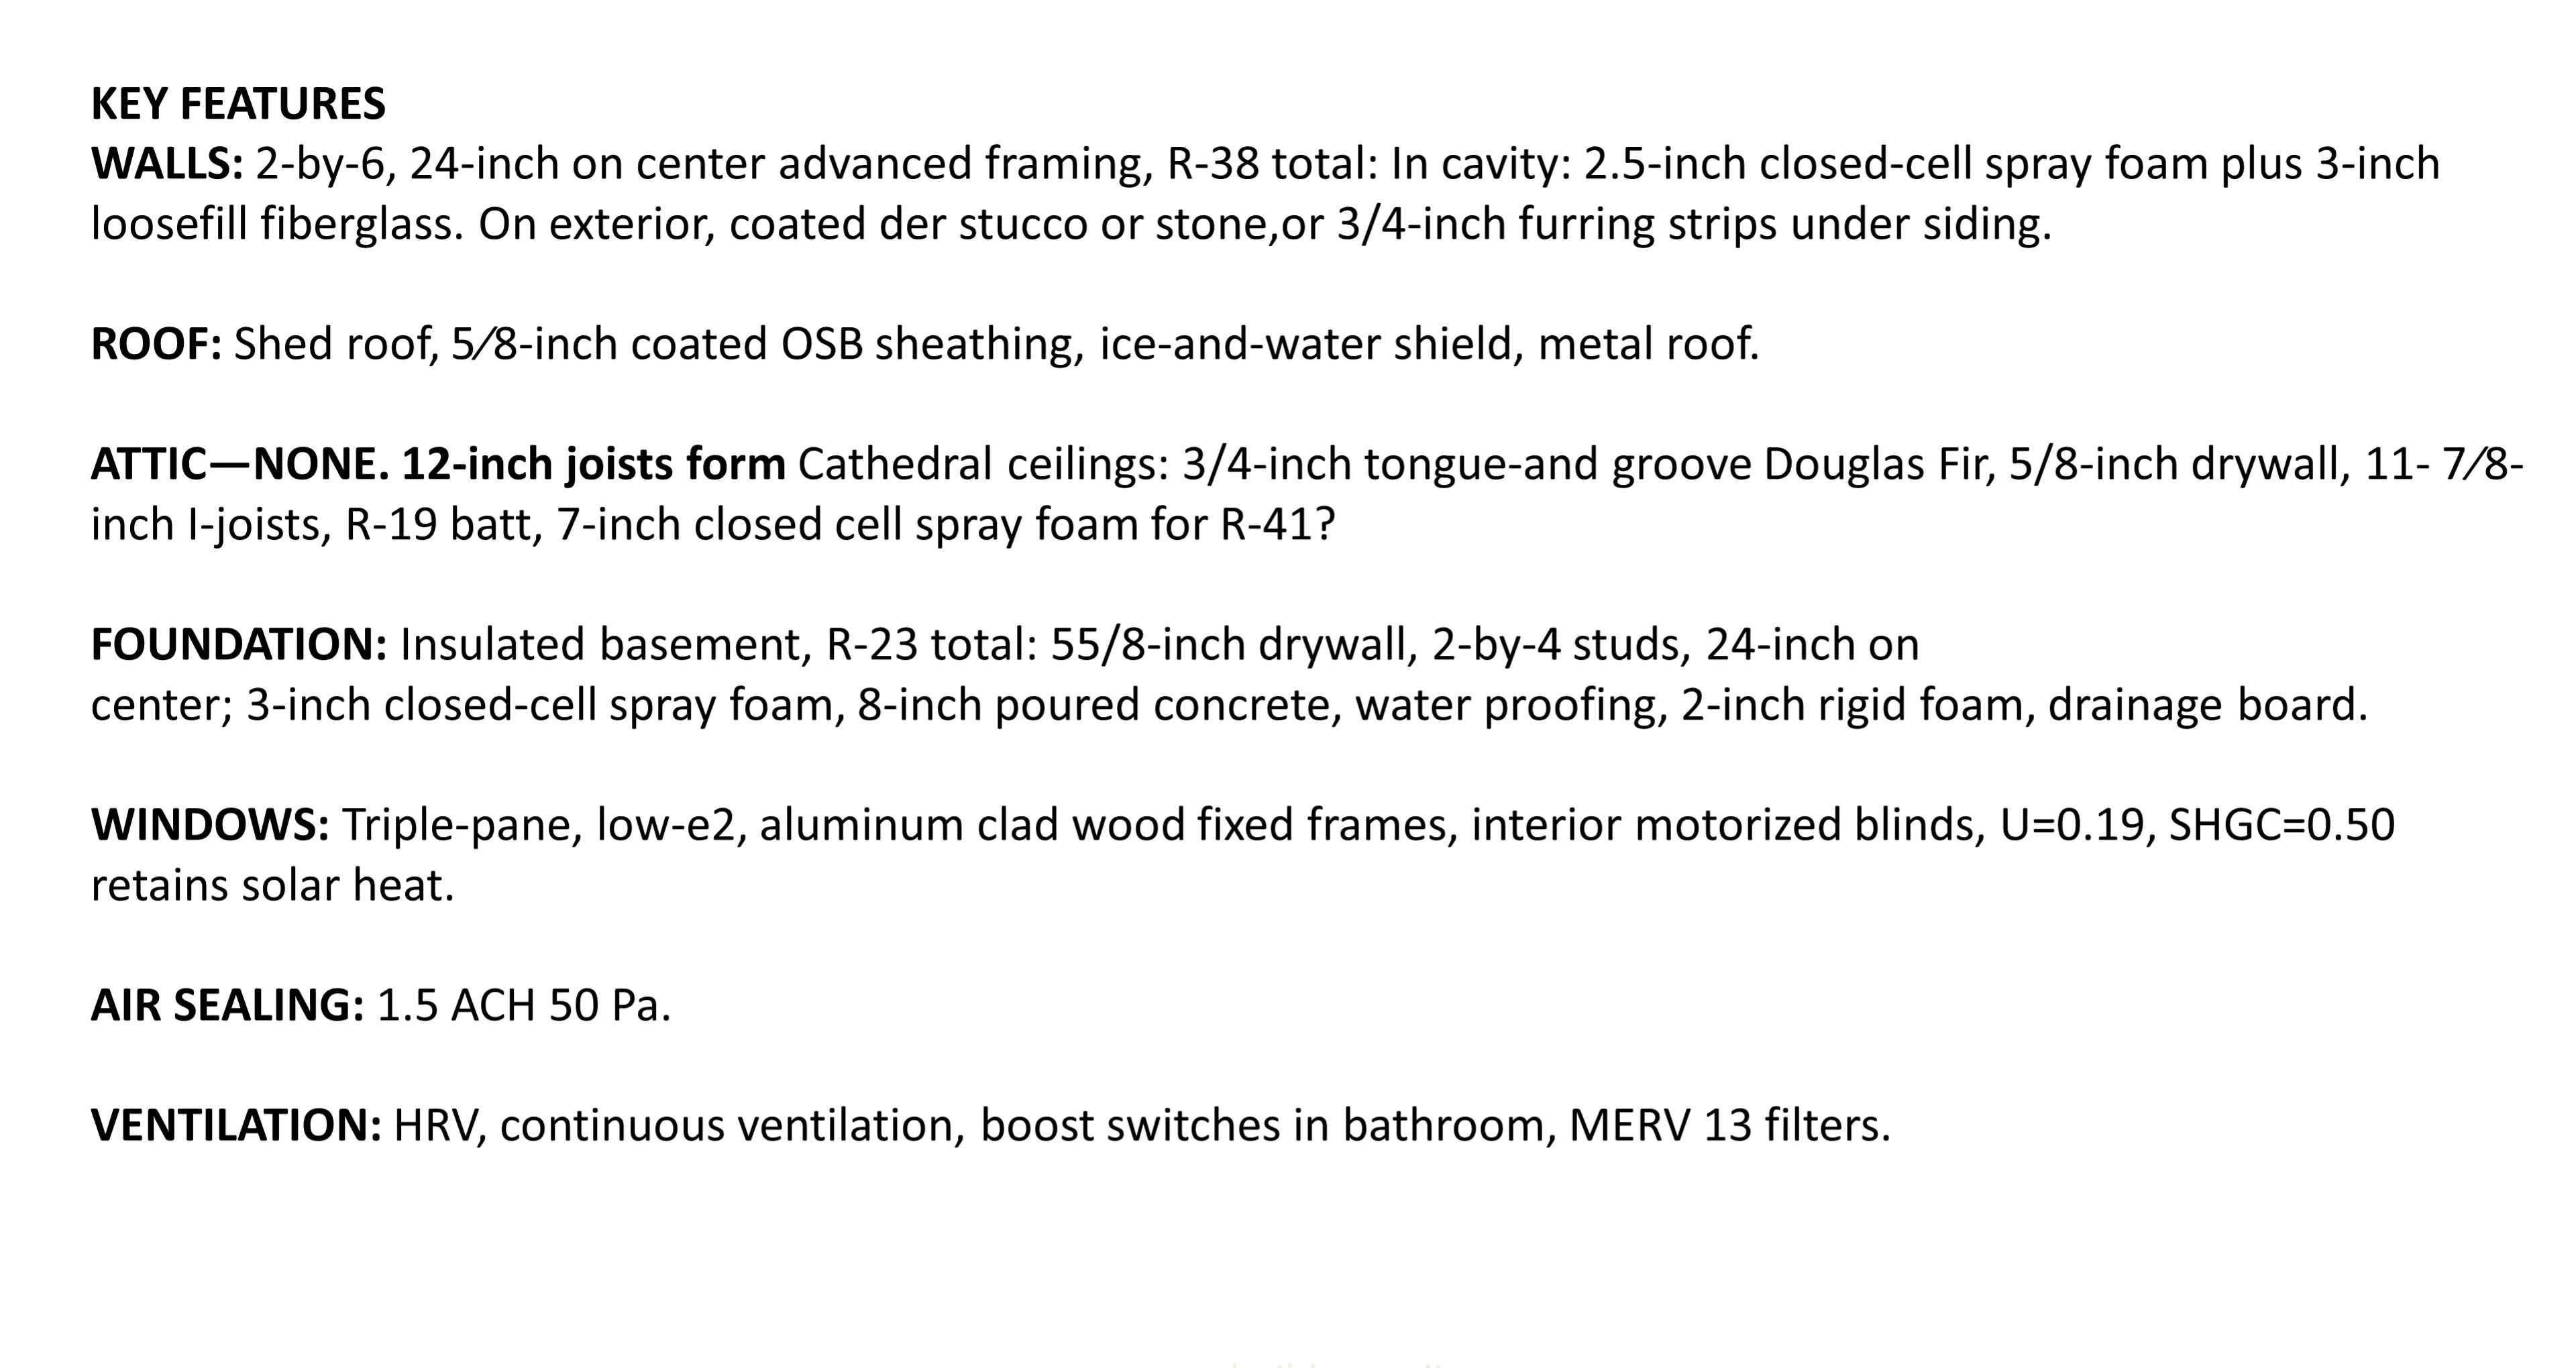 KEY FEATURES
WALLS: 2-by-6, 24-inch on center advanced framing, R-38 total: In cavity: 2.5-inch closed-cell spray foam plus 3-inch
loosefill fiberglass. On exterior, coated der stucco or stone,or 3/4-inch furring strips under siding.
ROOF: Shed roof, 5⁄8-inch coated OSB sheathing, ice-and-water shield, metal roof.
ATTIC—NONE. 12-inch joists form Cathedral ceilings: 3/4-inch tongue-and groove Douglas Fir, 5/8-inch drywall, 11- 7⁄8-
inch I-joists, R-19 batt, 7-inch closed cell spray foam for R-41?
FOUNDATION: Insulated basement, R-23 total: 55/8-inch drywall, 2-by-4 studs, 24-inch on
center; 3-inch closed-cell spray foam, 8-inch poured concrete, water proofing, 2-inch rigid foam, drainage board.
WINDOWS: Triple-pane, low-e2, aluminum clad wood fixed frames, interior motorized blinds, U=0.19, SHGC=0.50
retains solar heat.
AIR SEALING: 1.5 ACH 50 Pa.
VENTILATION: HRV, continuous ventilation, boost switches in bathroom, MERV 13 filters.